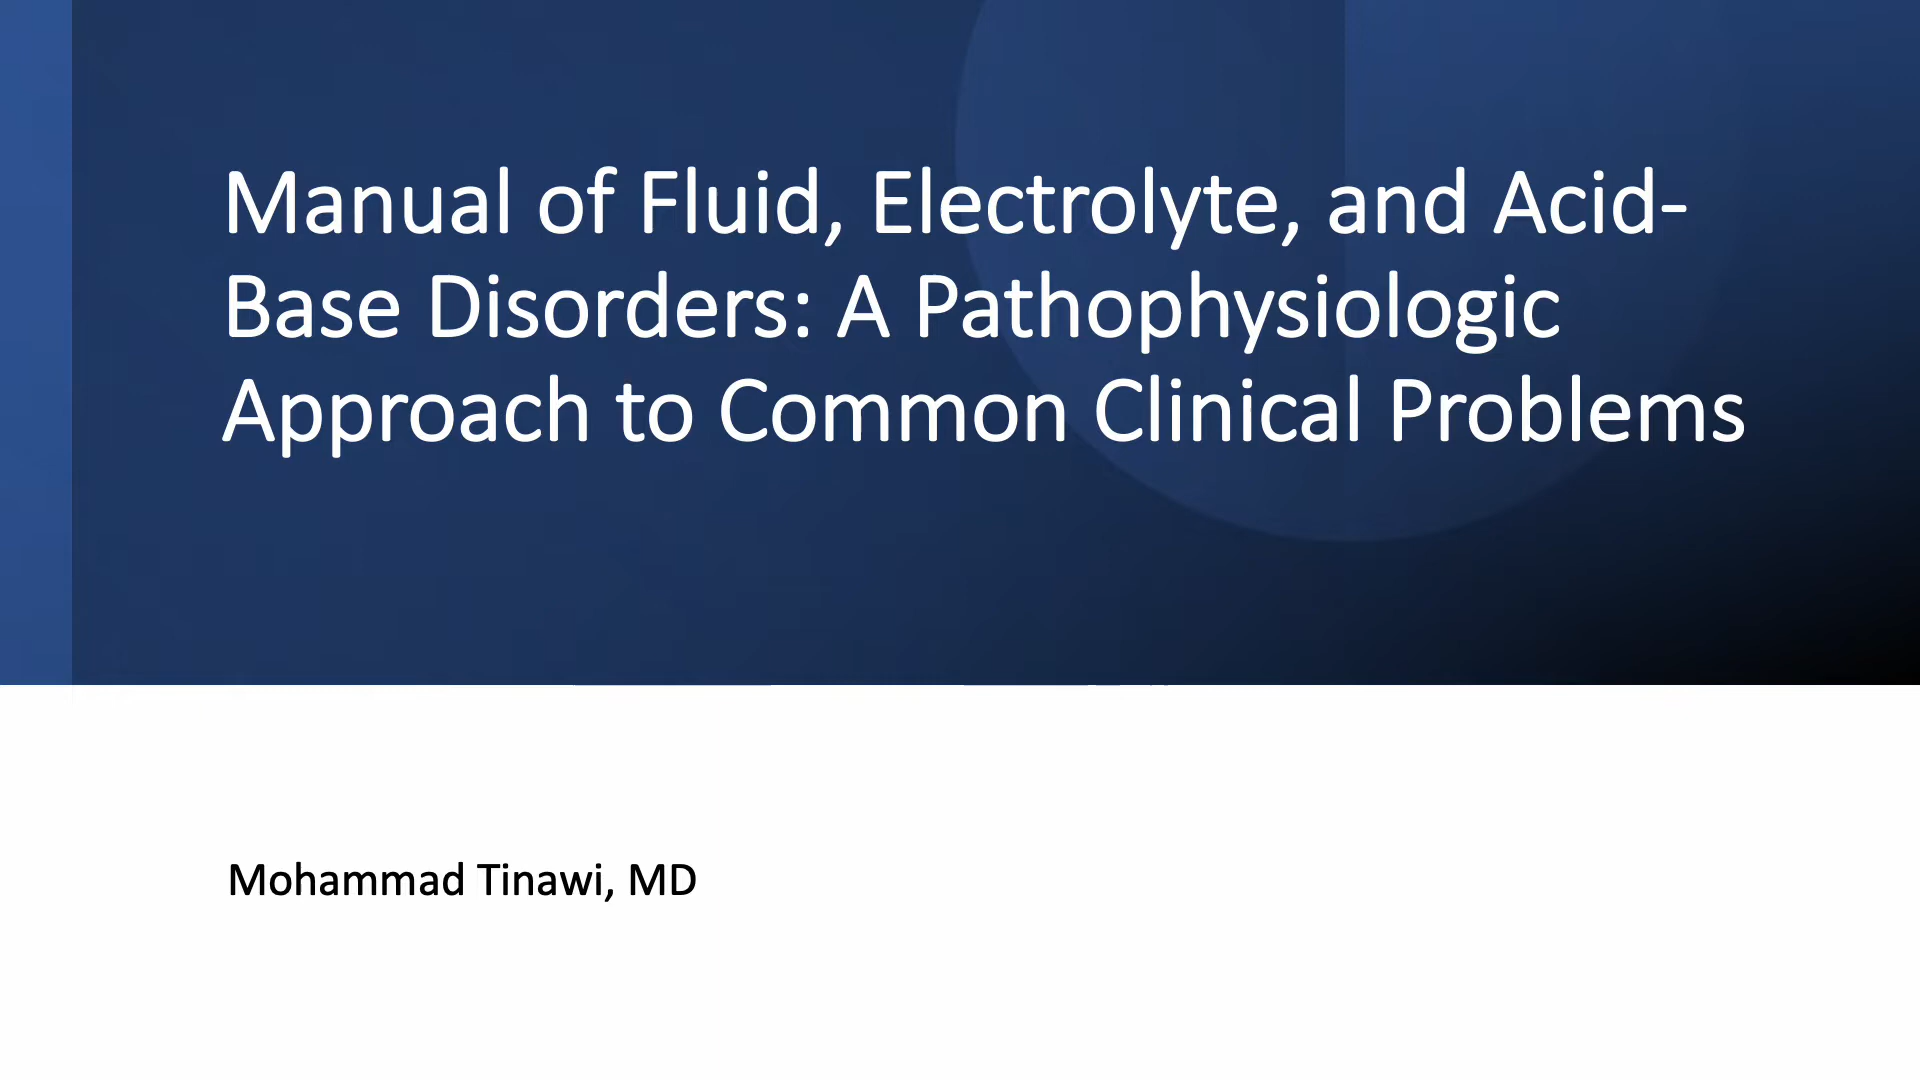 Manual of Fluid, Electrolyte, and Acid-
Base Disorders: A Pathophysiologic
Approach to Common Clinical Problems
Mohammad Tinawi, MD